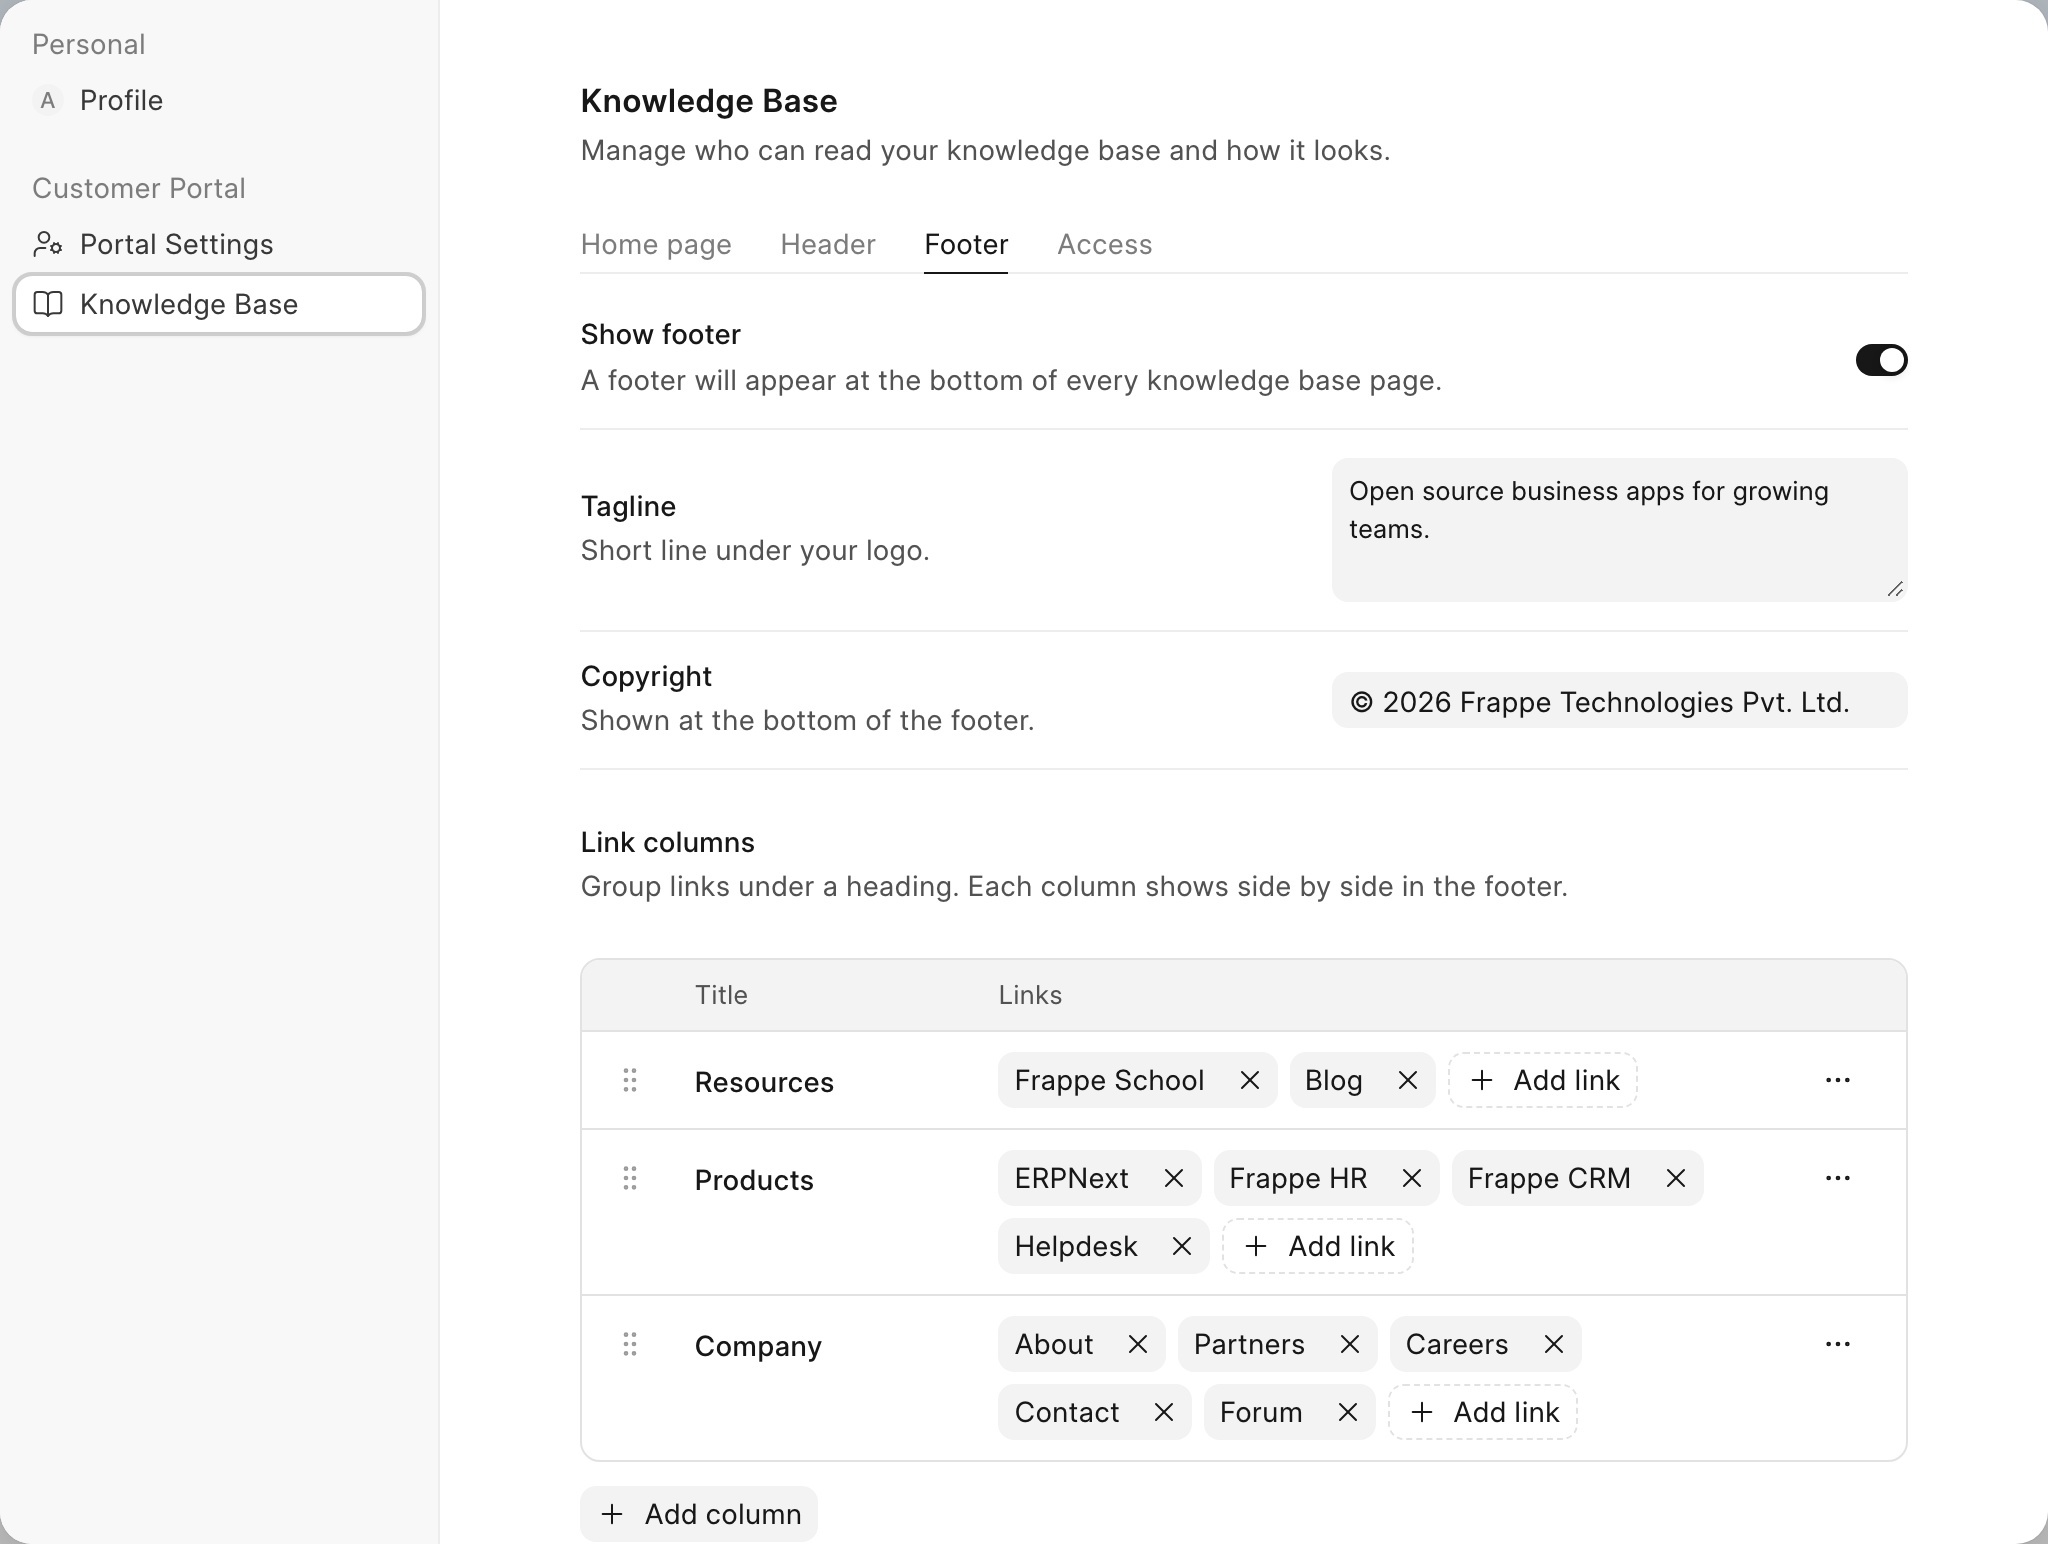 Personal
A Profile
Customer Portal
Portal Settings
Knowledge Base
Knowledge Base
Manage who can read your knowledge base and how it looks.
Home page Header Footer Access
Show footer
A footer will appear at the bottom of every knowledge base page.
Tagline
Short line under your logo.
Open source business apps for growing
teams.
Copyright
Shown at the bottom of the footer.
© 2026 Frappe Technologies Pvt. Ltd.
Link columns
Group links under a heading. Each column shows side by side in the footer.
Title Links
Resources Frappe School Blog Add link
Products ERPNext Frappe HR Frappe CRM
Helpdesk Add link
Company About Partners Careers
Contact Forum Add link
Add column